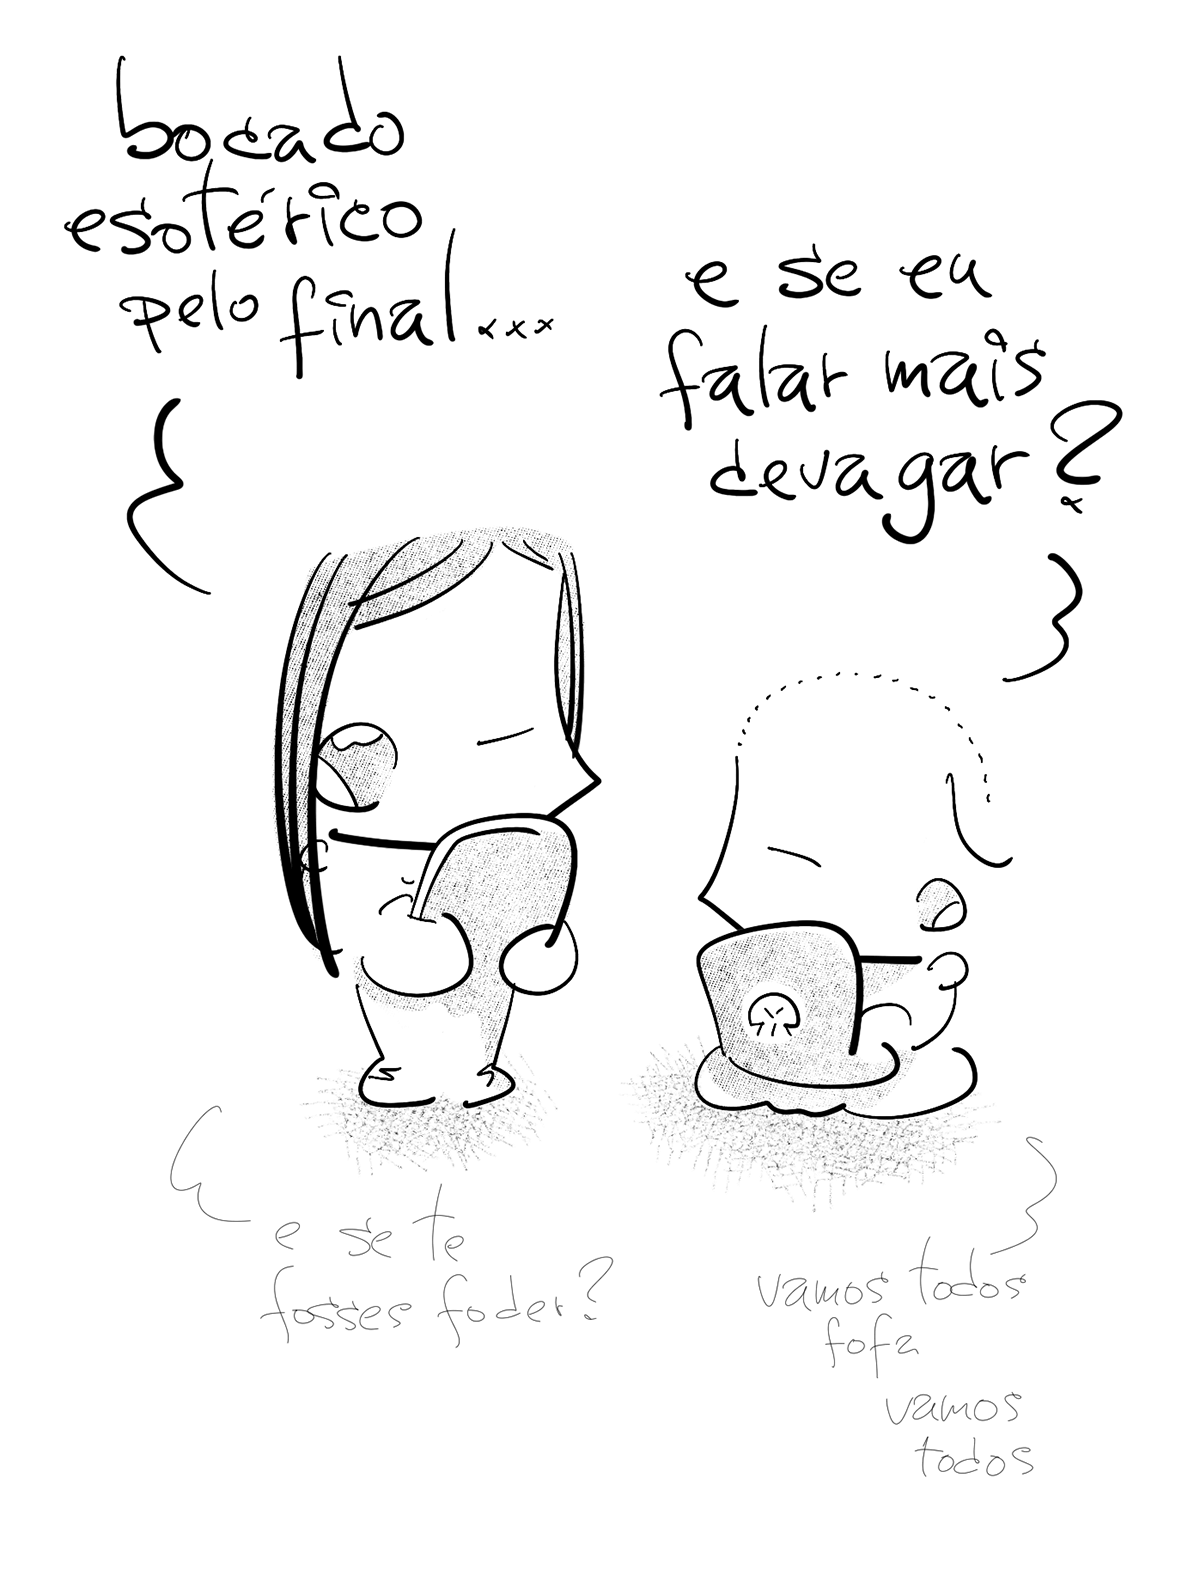 bocado
esotérico
pelo final...
e se eu
falar mais
devagar?
e se te
fosses foder?
vamos todos
fofa
vamos
todos